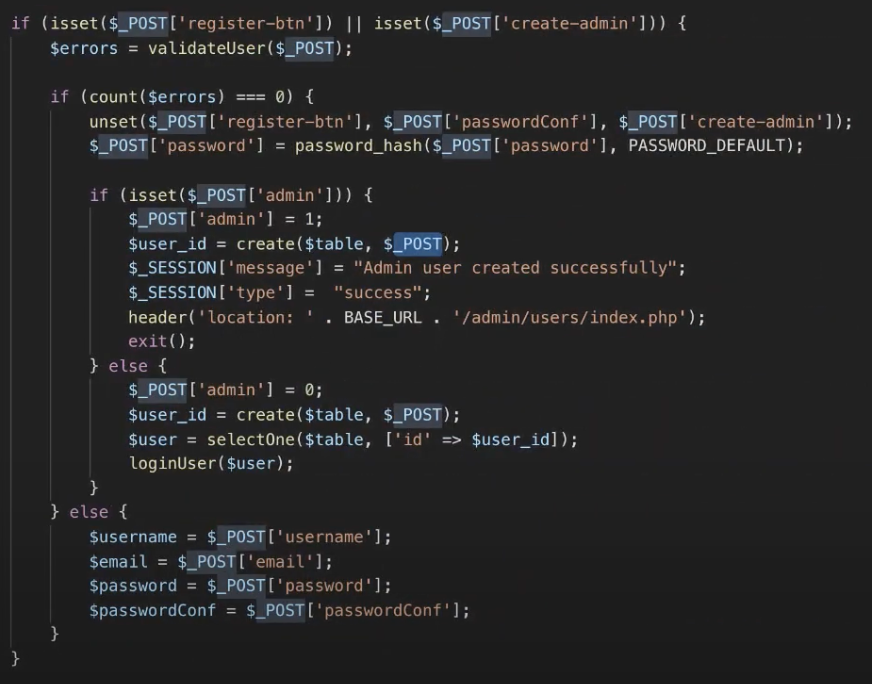 if (isset($_POST['register-btn']) || isset($_POST['create-admin'])) {
    $errors = validateUser($_POST);

    if (count($errors) === 0) {
        unset($_POST['register-btn'], $_POST['passwordConf'], $_POST['create-admin']);
        $_POST['password'] = password_hash($_POST['password'], PASSWORD_DEFAULT);

        if (isset($_POST['admin'])) {
            $_POST['admin'] = 1;
            $user_id = create($table, $_POST);
            $_SESSION['message'] = "Admin user created successfully";
            $_SESSION['type'] =  "success";
            header('location: ' . BASE_URL . '/admin/users/index.php');
            exit();
        } else {
            $_POST['admin'] = 0;
            $user_id = create($table, $_POST);
            $user = selectOne($table, ['id' => $user_id]);
            loginUser($user);
        }
    } else {
        $username = $_POST['username'];
        $email = $_POST['email'];
        $password = $_POST['password'];
        $passwordConf = $_POST['passwordConf'];
    }
}